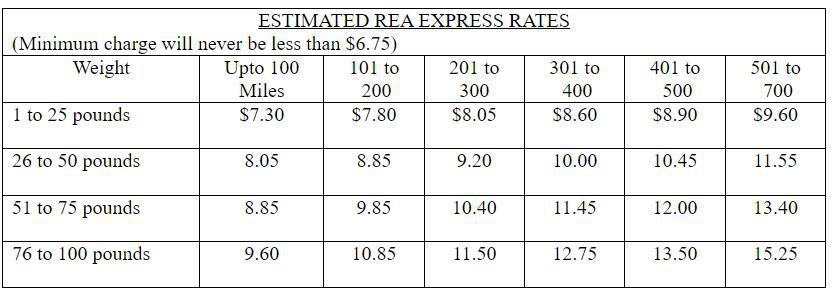 ESTIMATED REA EXPRESS RATES
(Minimum charge will never be less than $6.75)
Weight Upto 100 Miles 101 to 200 201 to 300 301 to 400 401 to 500 501 to 700
1 to 25 pounds $7.30 $7.80 $8.05 $8.60 $8.90 $9.60
26 to 50 pounds 8.05 8.85 9.20 10.00 10.45 11.55
51 to 75 pounds 8.85 9.85 10.40 11.45 12.00 13.40
76 to 100 pounds 9.60 10.85 11.50 12.75 13.50 15.25